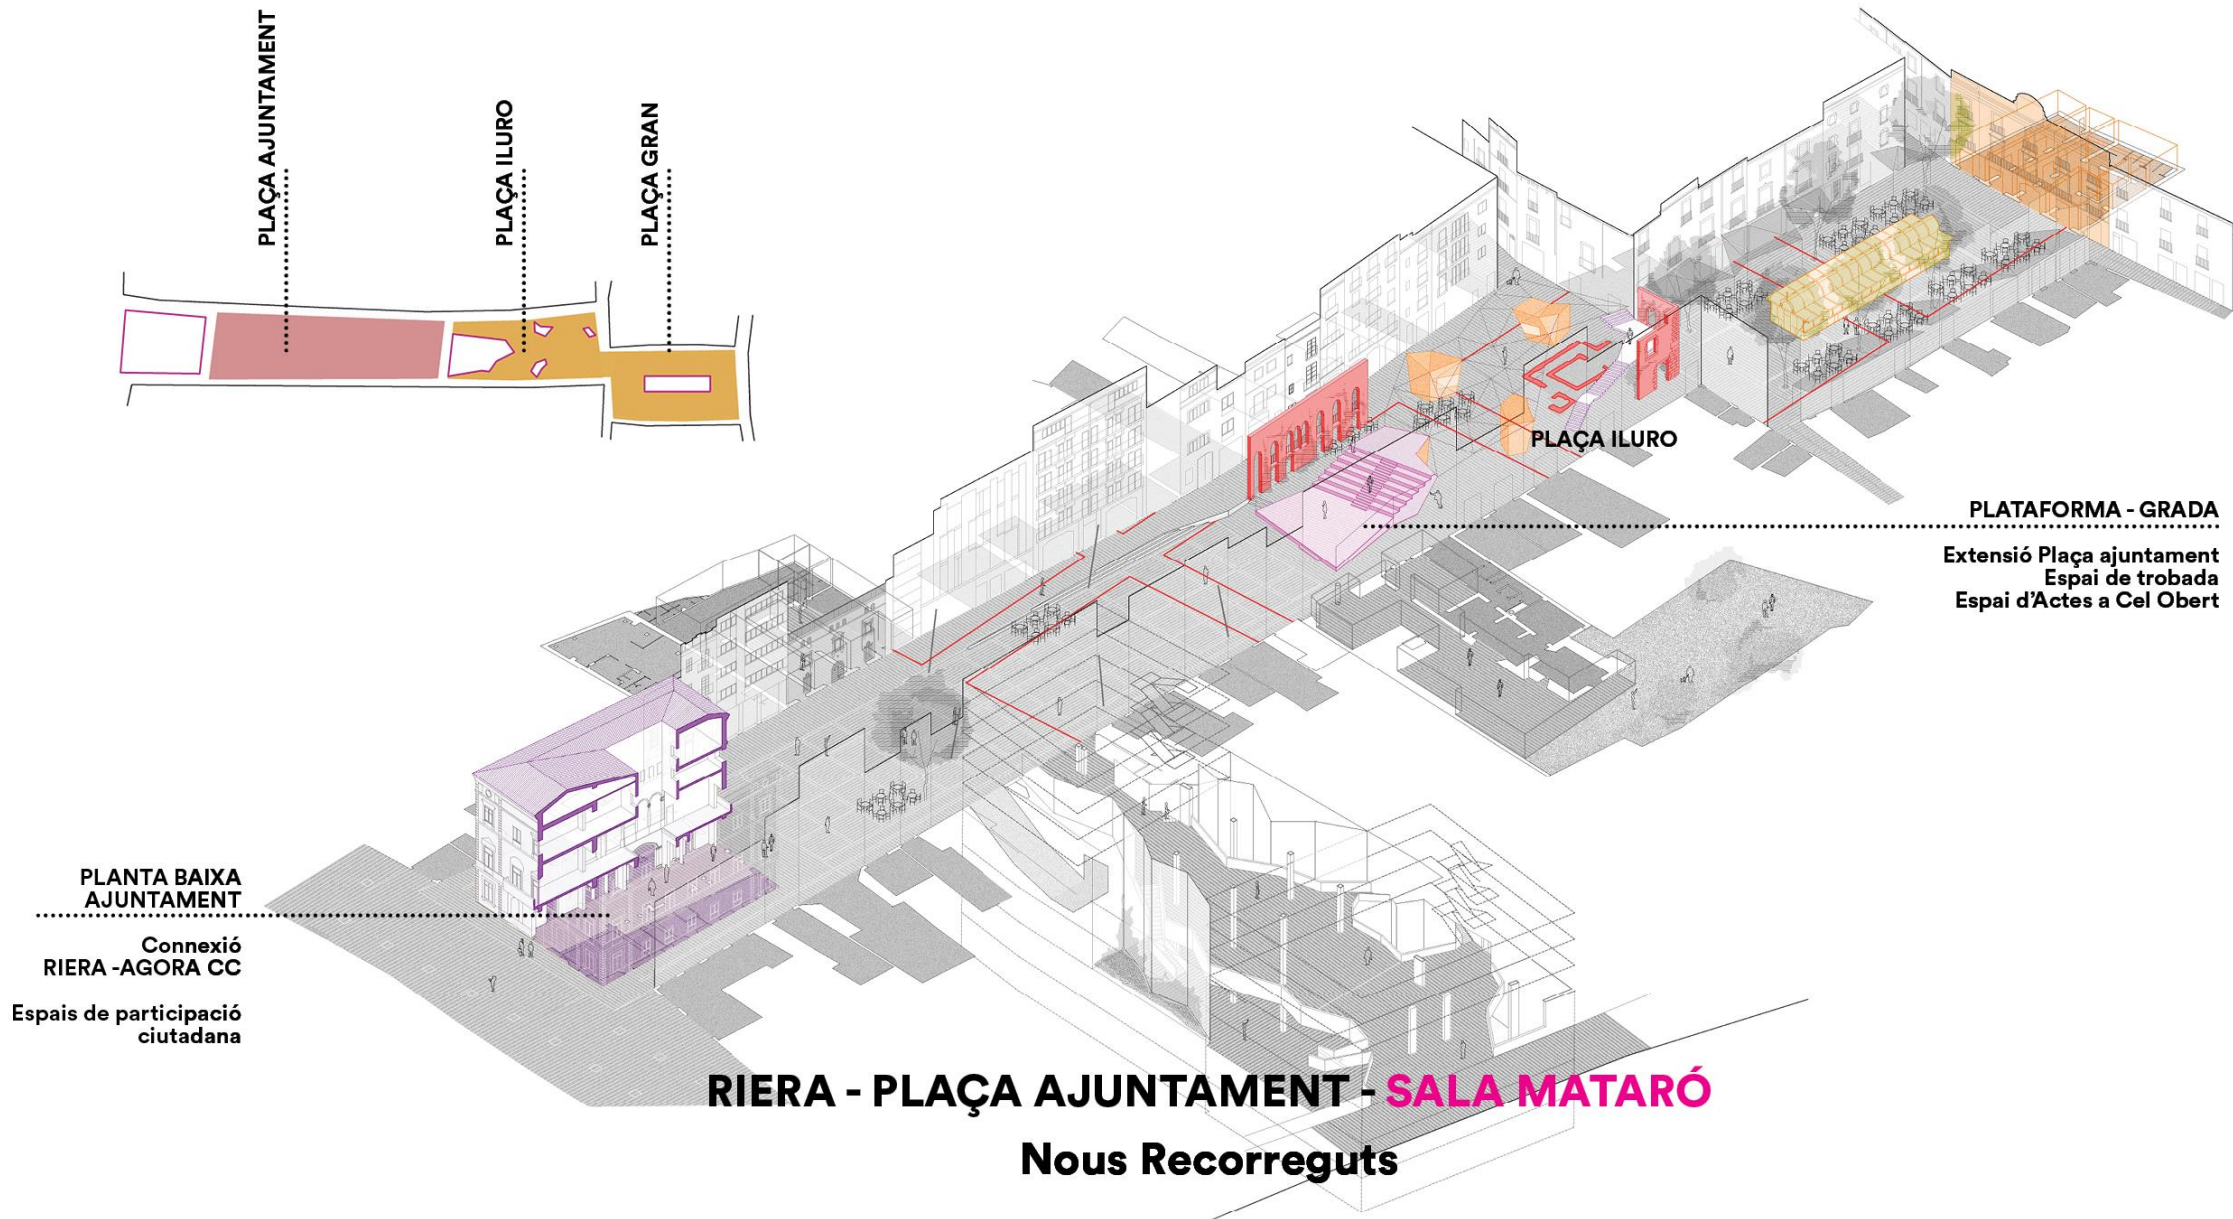 PLAÇA AJUNTAMENT
PLAÇA ILURO
PLAÇA GRAN
PLAÇA ILURO
PLATAFORMA - GRADA
Extensió Plaça ajuntament
Espai de trobada
Espai d'Actes a Cel Obert
PLANTA BAIXA
AJUNTAMENT
Connexió
RIERA -AGORA CC
Espais de participació
ciutadana
RIERA - PLAÇA AJUNTAMENT - SALA MATARÓ
Nous Recorreguts